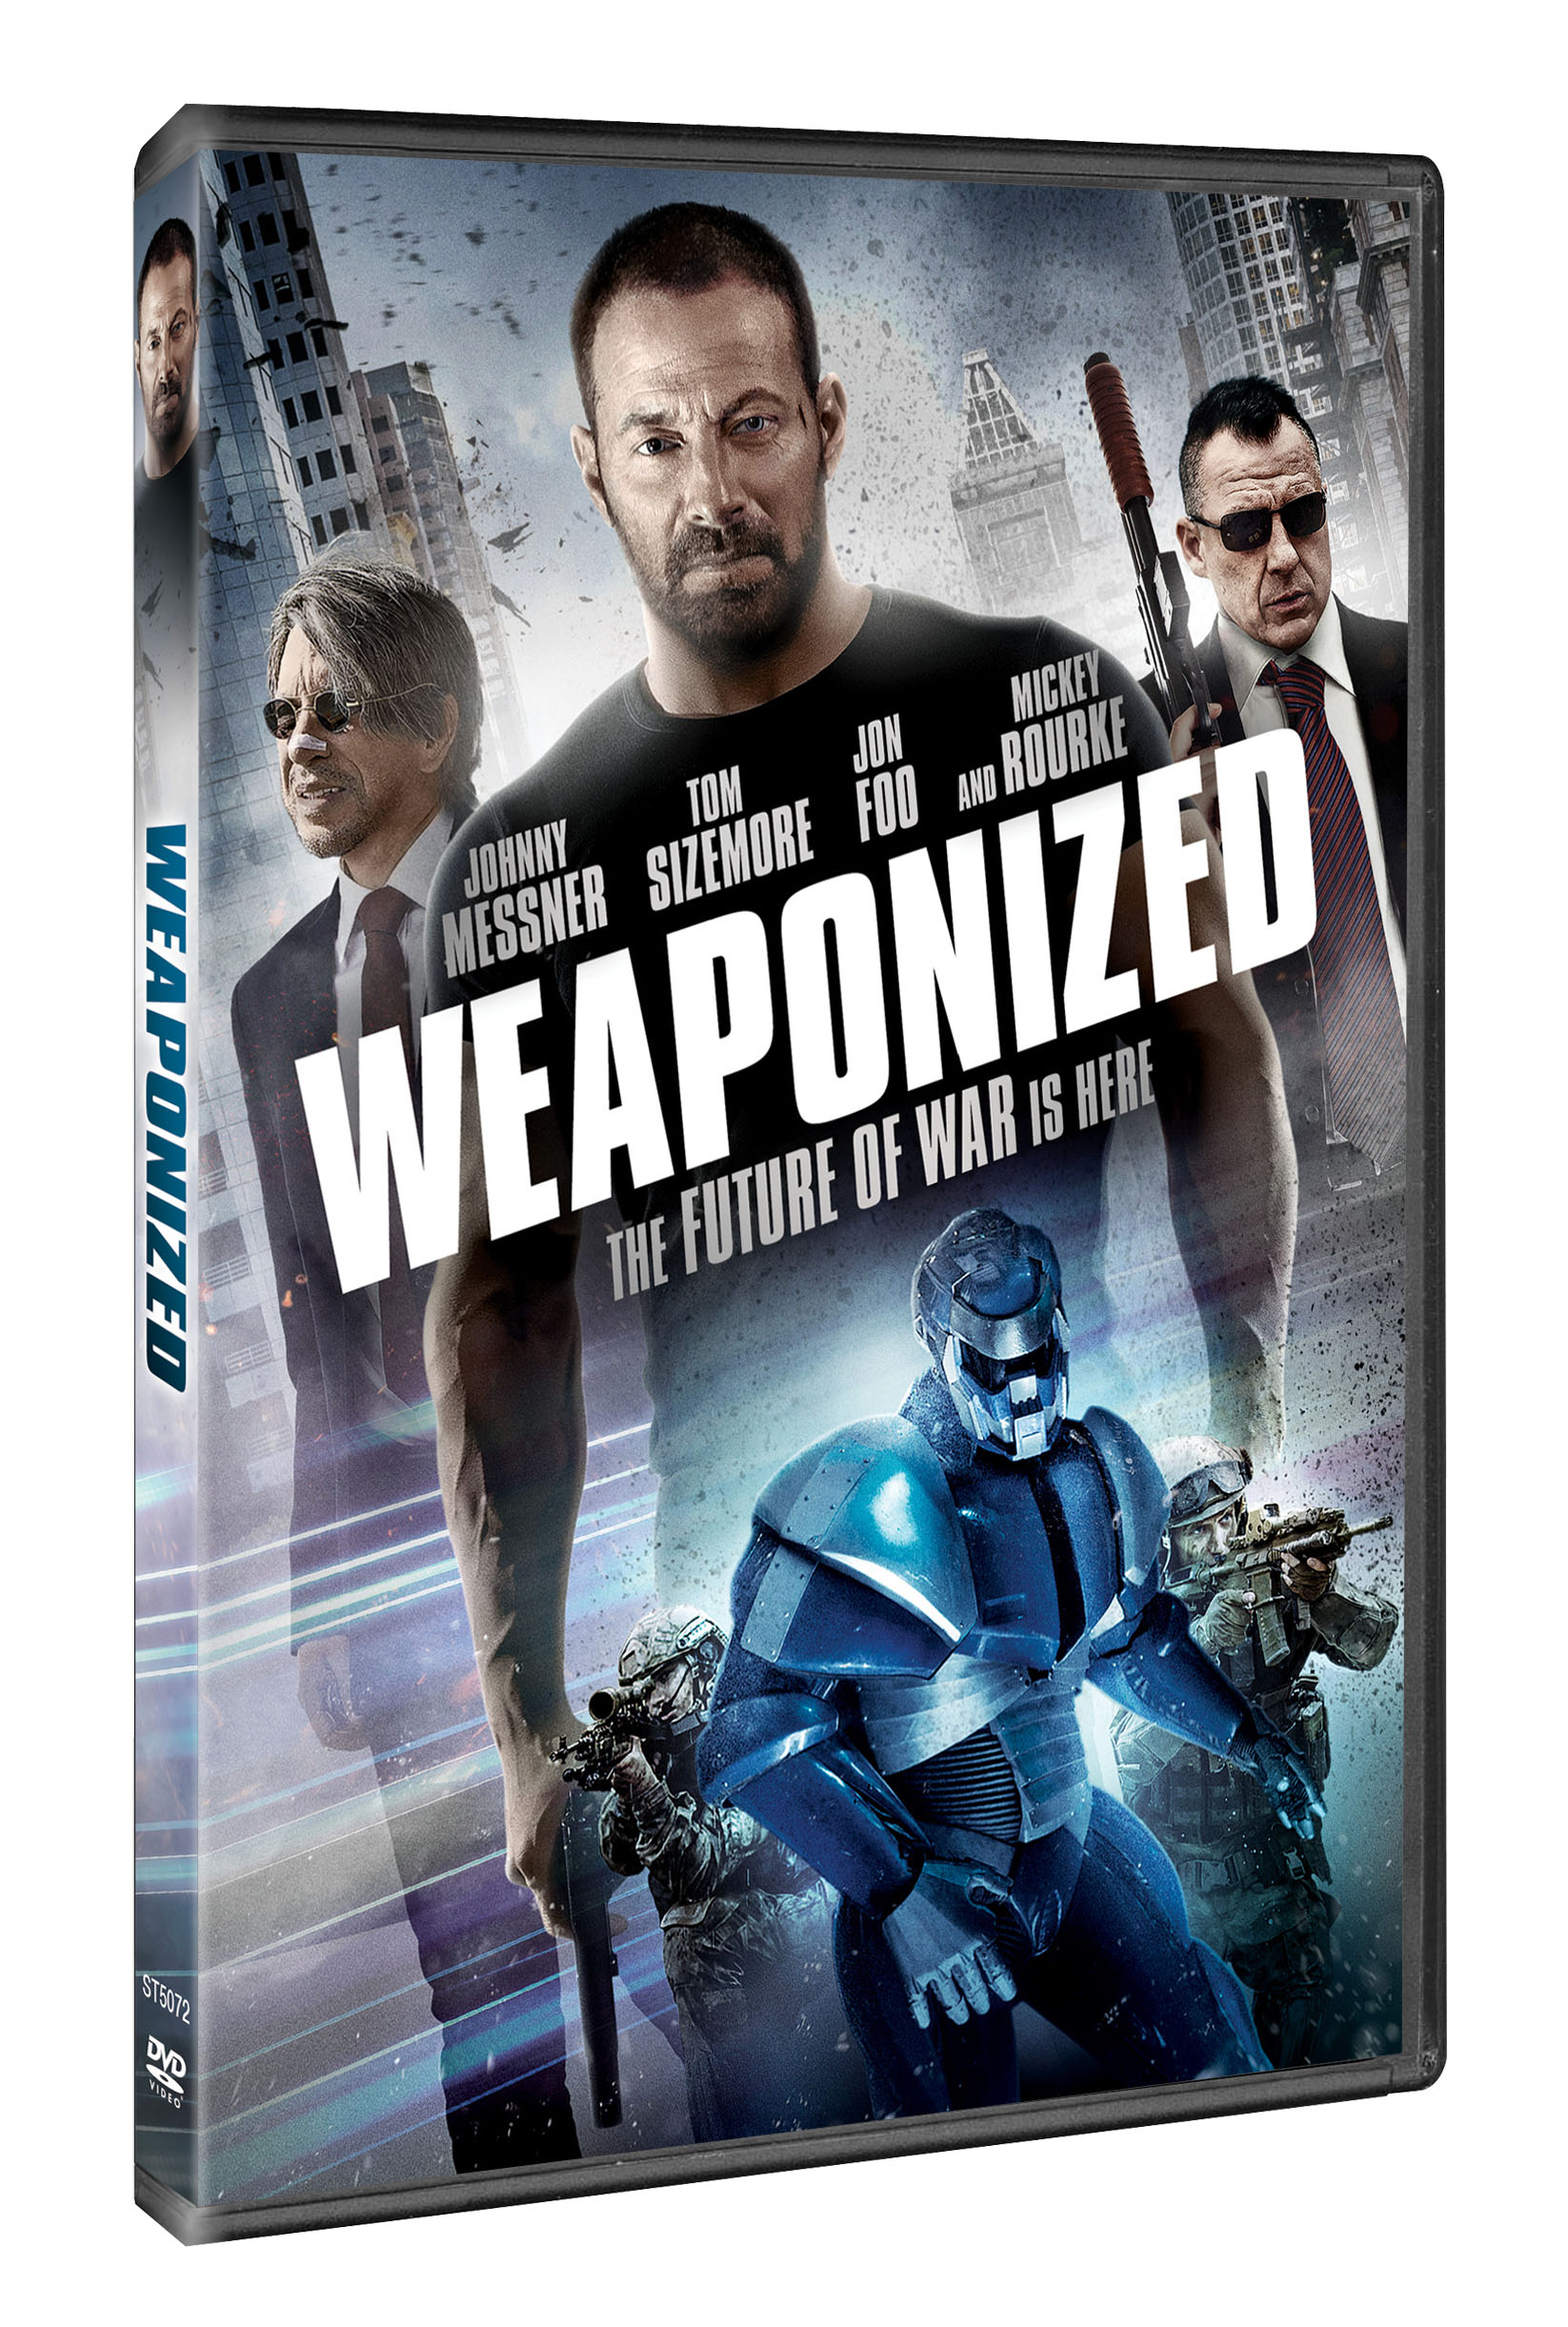 JOHNNY
MESSNER
TOM
SIZEMORE
JON
FOO
MICKEY
AND ROURKE
WEAPONIZED
THE FUTURE OF WAR IS HERE
WEAPONIZED
ST5072
DVD
VIDEO